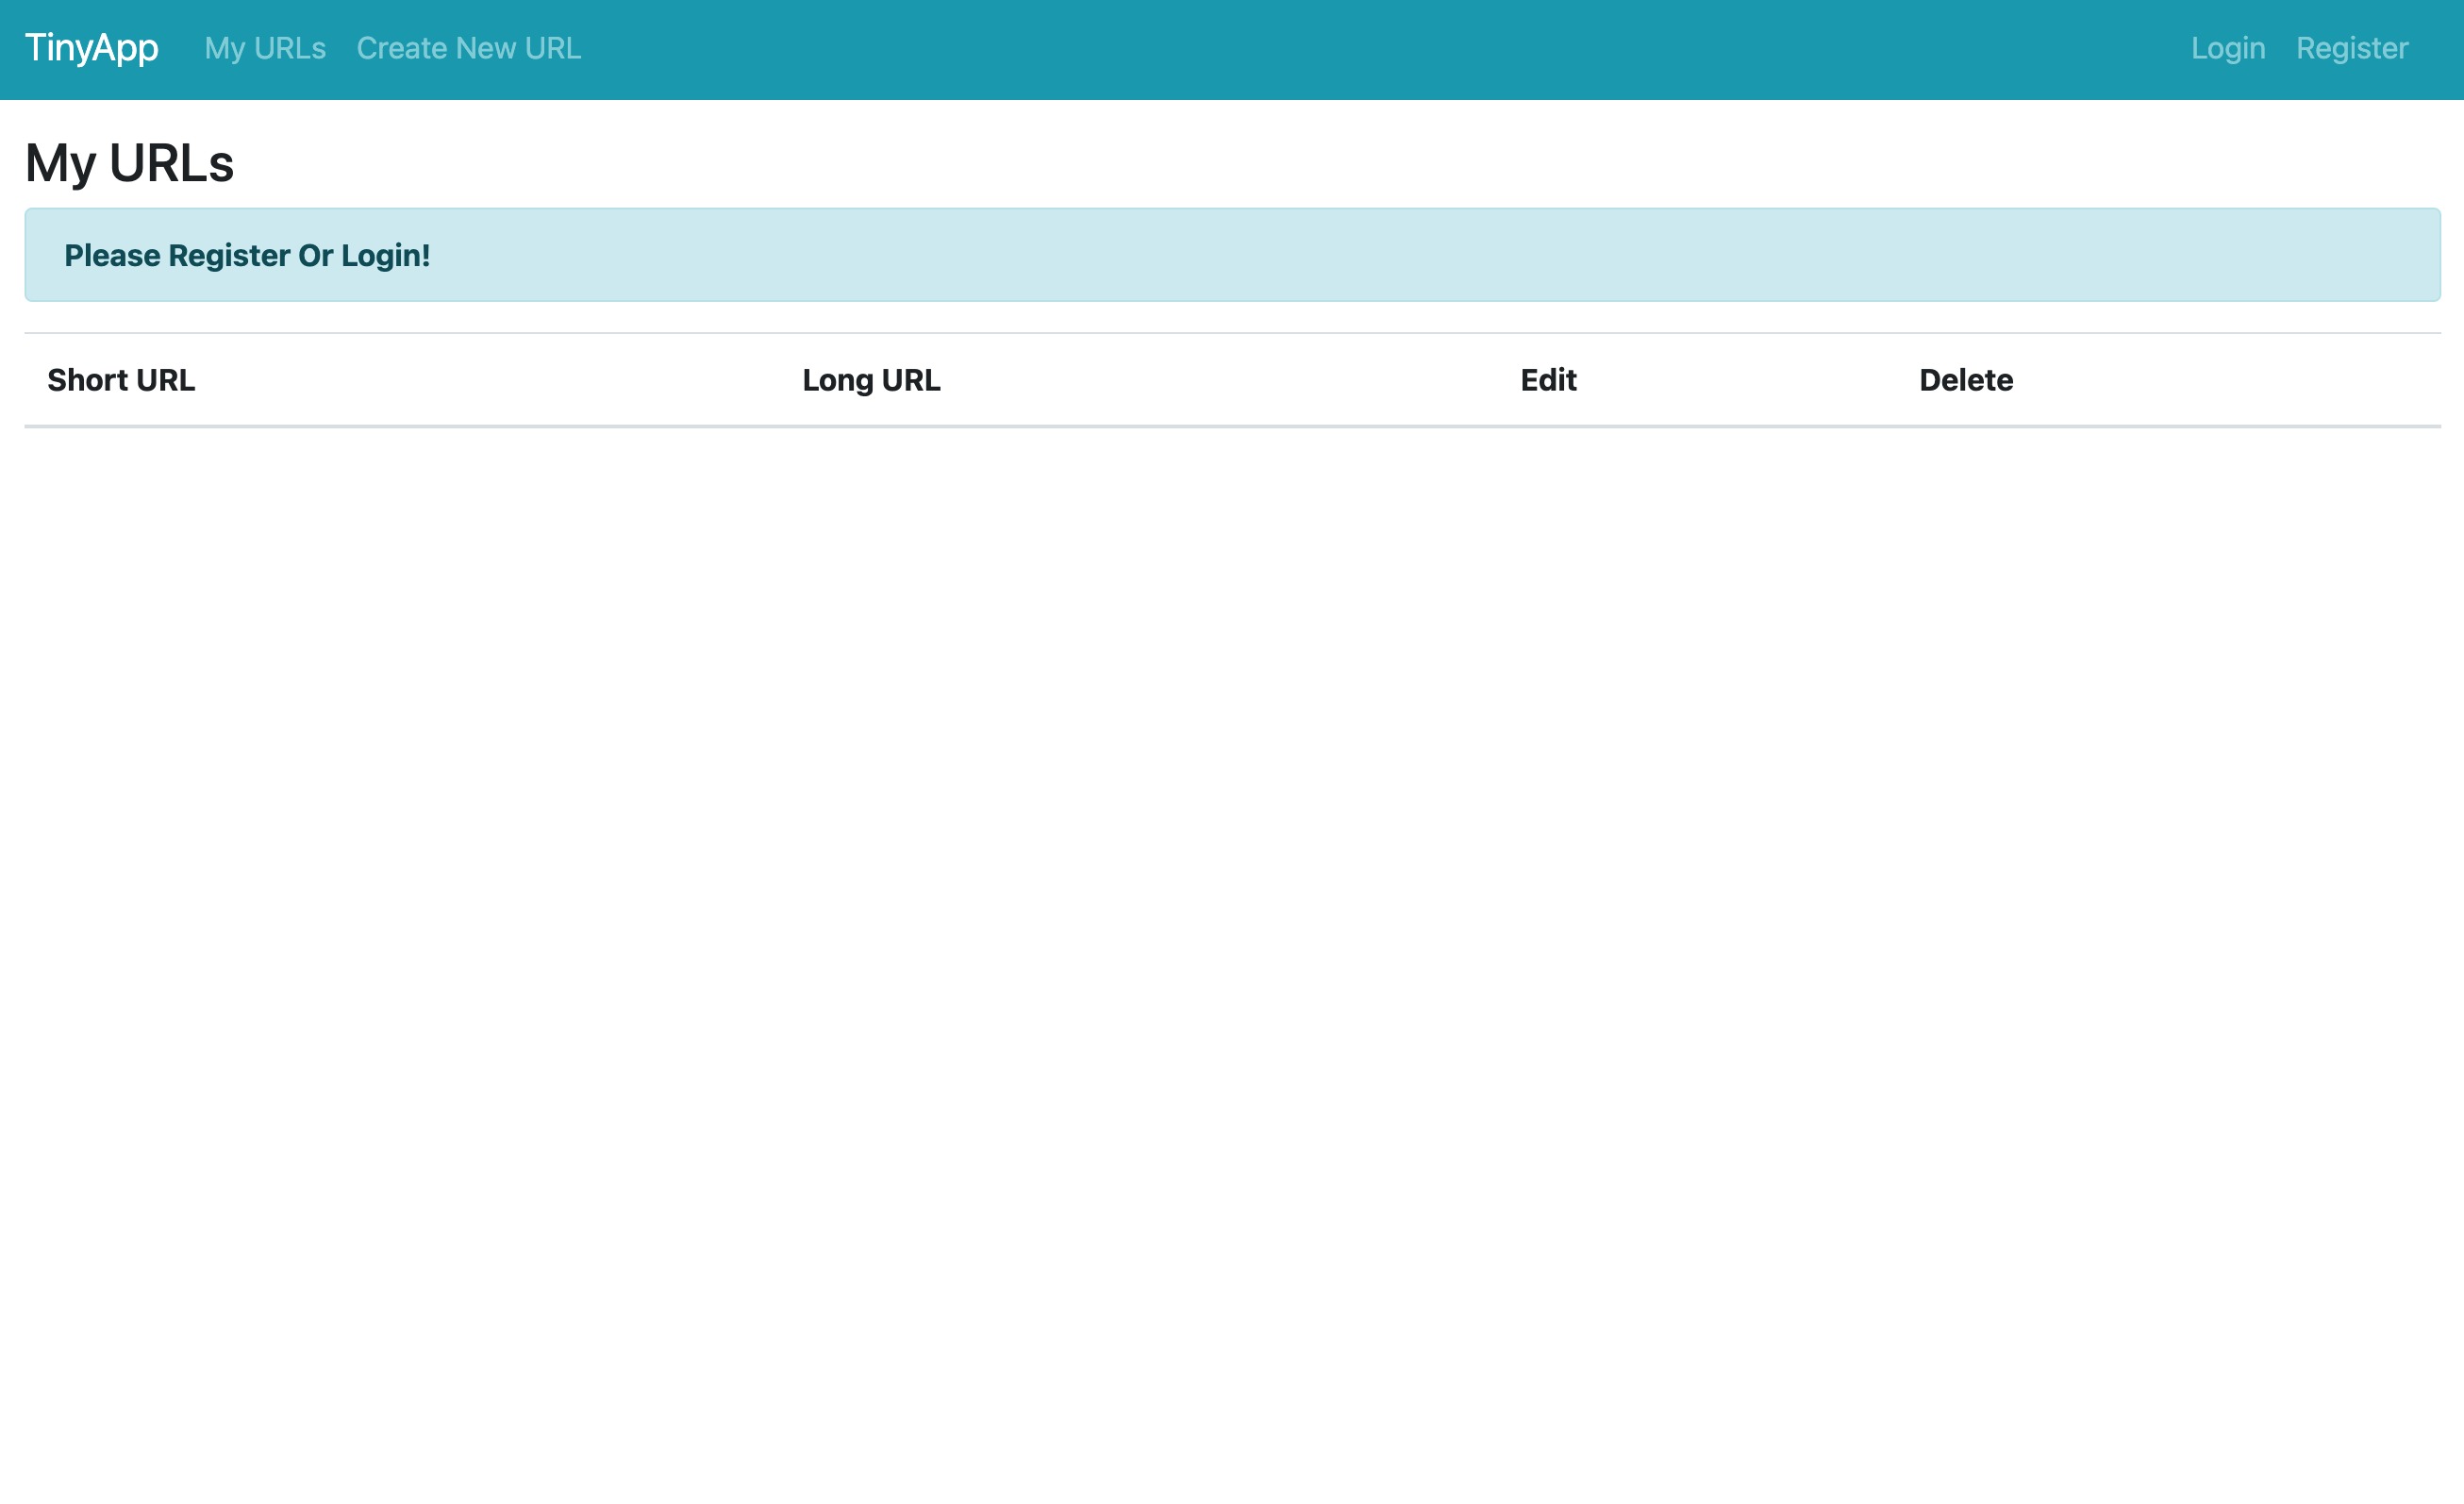 TinyApp My URLs Create New URL Login Register
My URLs
Please Register Or Login!
Short URL Long URL Edit Delete